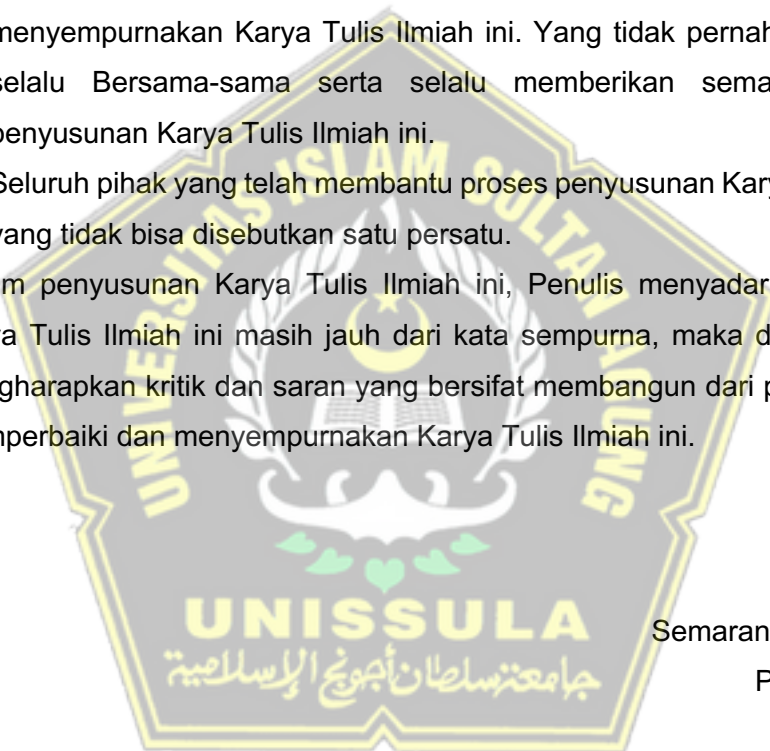 menyempurnakan Karya Tulis Ilmiah ini. Yang tidak pernah
selalu Bersama-sama serta selalu memberikan sema
penyusunan Karya Tulis Ilmiah ini.
Seluruh pihak yang telah membantu proses penyusunan Kary
yang tidak bisa disebutkan satu persatu.
m penyusunan Karya Tulis Ilmiah ini, Penulis menyadar
a Tulis Ilmiah ini masih jauh dari kata sempurna, maka d
gharapkan kritik dan saran yang bersifat membangun dari p
perbaiki dan menyempurnakan Karya Tulis Ilmiah ini.
UNIVERSITAS ISLAM SULTAN AGUNG
UNISSULA
جامعة سلطان أجونج الإسلامية
Semaran
P